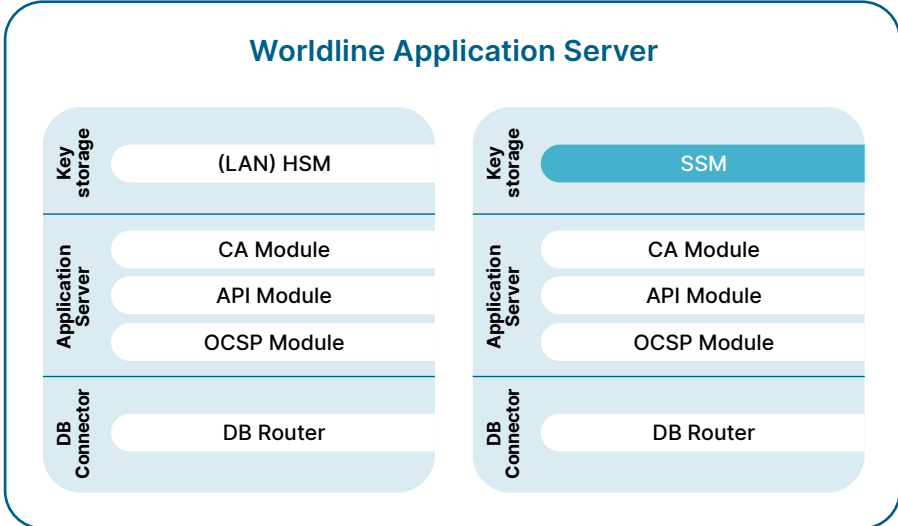 Worldline Application Server
Key
storage
(LAN) HSM
Application
Server
CA Module
API Module
OCSP Module
DB
Connector
DB Router
Key
storage
SSM
Application
Server
CA Module
API Module
OCSP Module
DB
Connector
DB Router